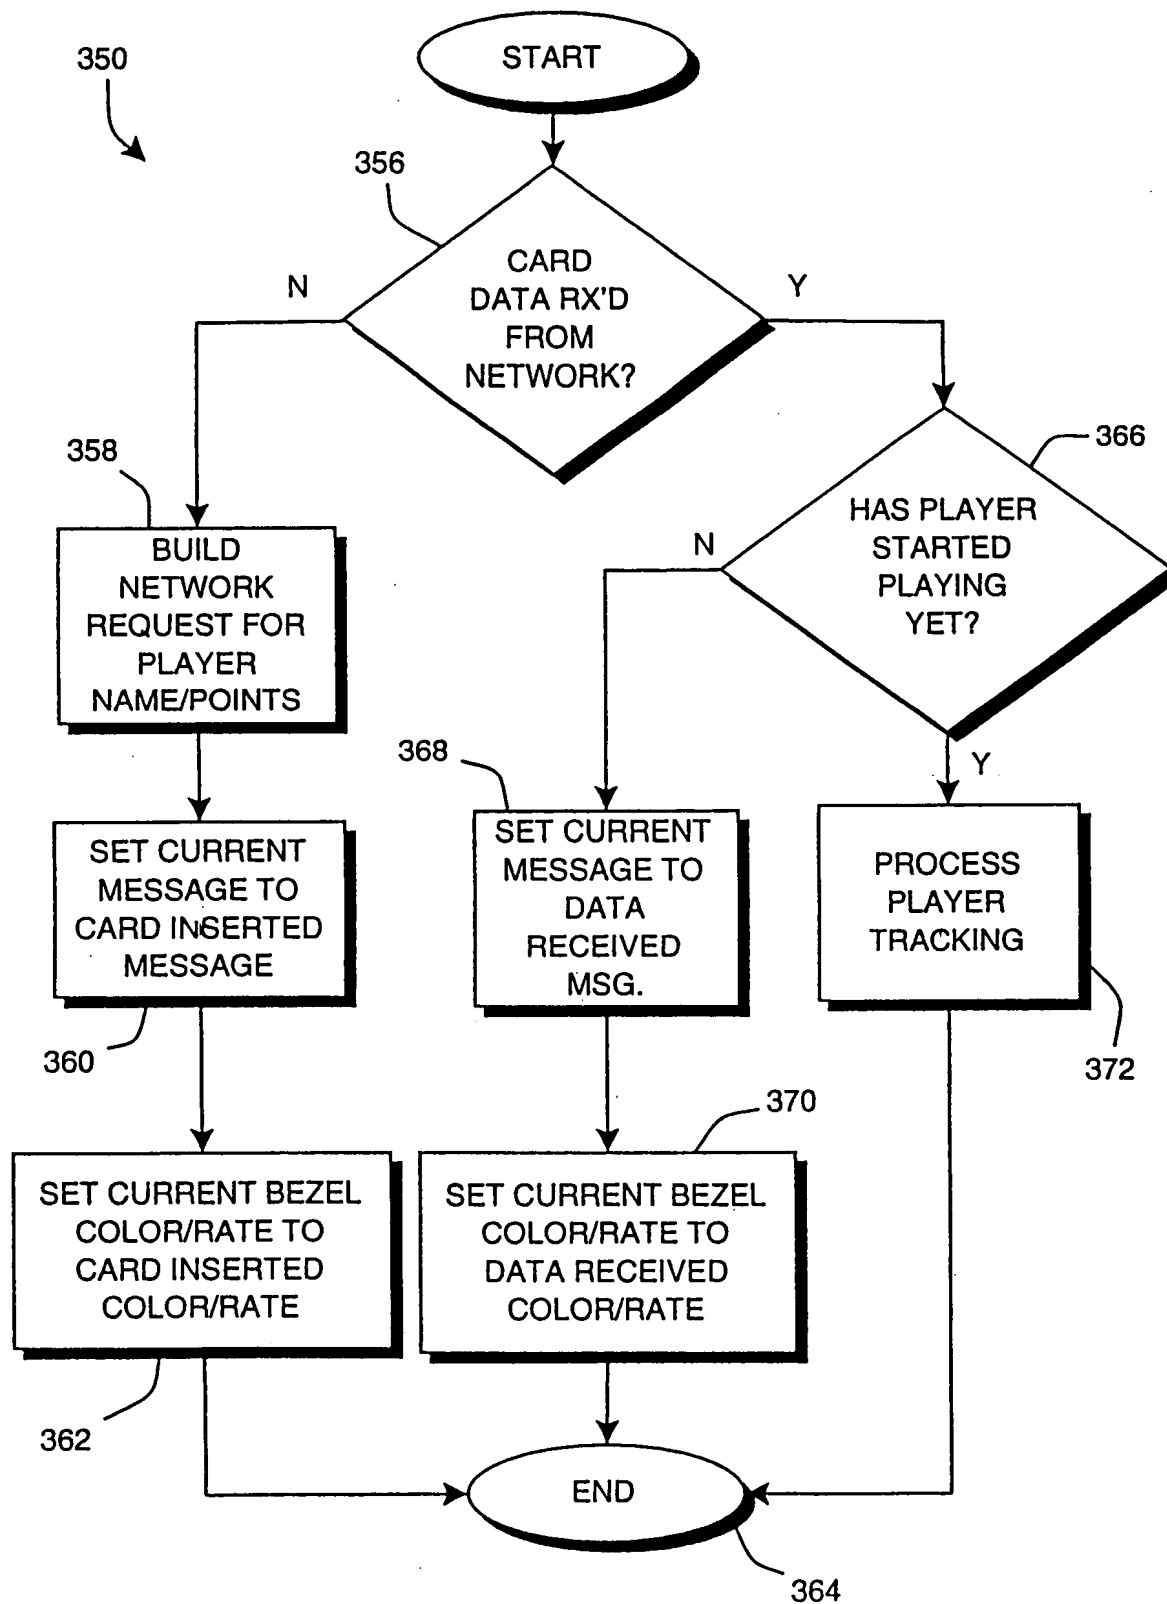 START
350
356
CARD
DATA RX'D
FROM
NETWORK?
N
Y
358
366
BUILD
NETWORK
REQUEST FOR
PLAYER
NAME/POINTS
HAS PLAYER
STARTED
PLAYING
YET?
N
Y
368
SET CURRENT
MESSAGE TO
CARD INSERTED
MESSAGE
SET CURRENT
MESSAGE TO
DATA
RECEIVED
MSG.
PROCESS
PLAYER
TRACKING
360
372
370
SET CURRENT BEZEL
COLOR/RATE TO
CARD INSERTED
COLOR/RATE
SET CURRENT BEZEL
COLOR/RATE TO
DATA RECEIVED
COLOR/RATE
362
END
364